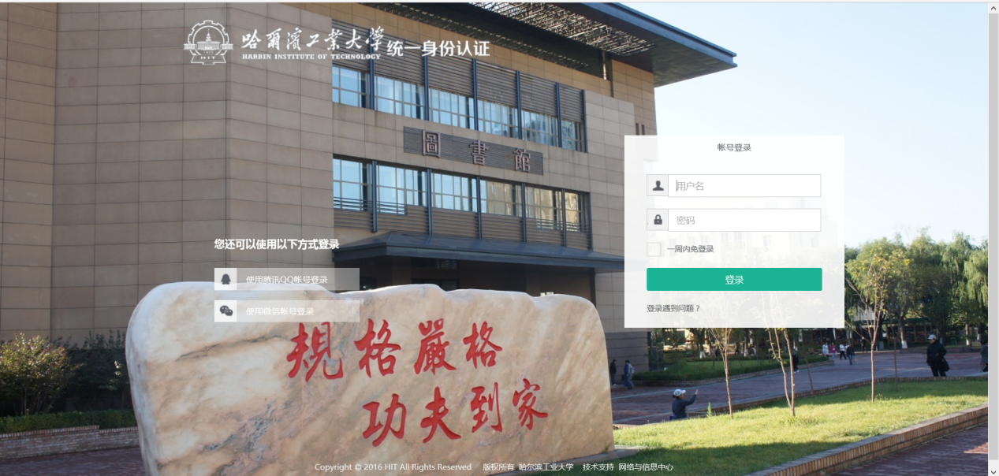 哈爾濱工業大學 统一身份认证
HARBIN INSTITUTE OF TECHNOLOGY
圖書館
帐号登录
用户名
密码
一周内免登录
登录
登录遇到问题？
您还可以使用以下方式登录
使用腾讯QQ帐号登录
使用微信帐号登录
規格嚴格
功夫到家
Copyright © 2016 HIT All Rights Reserved 版权所有 哈尔滨工业大学 技术支持 网络与信息中心